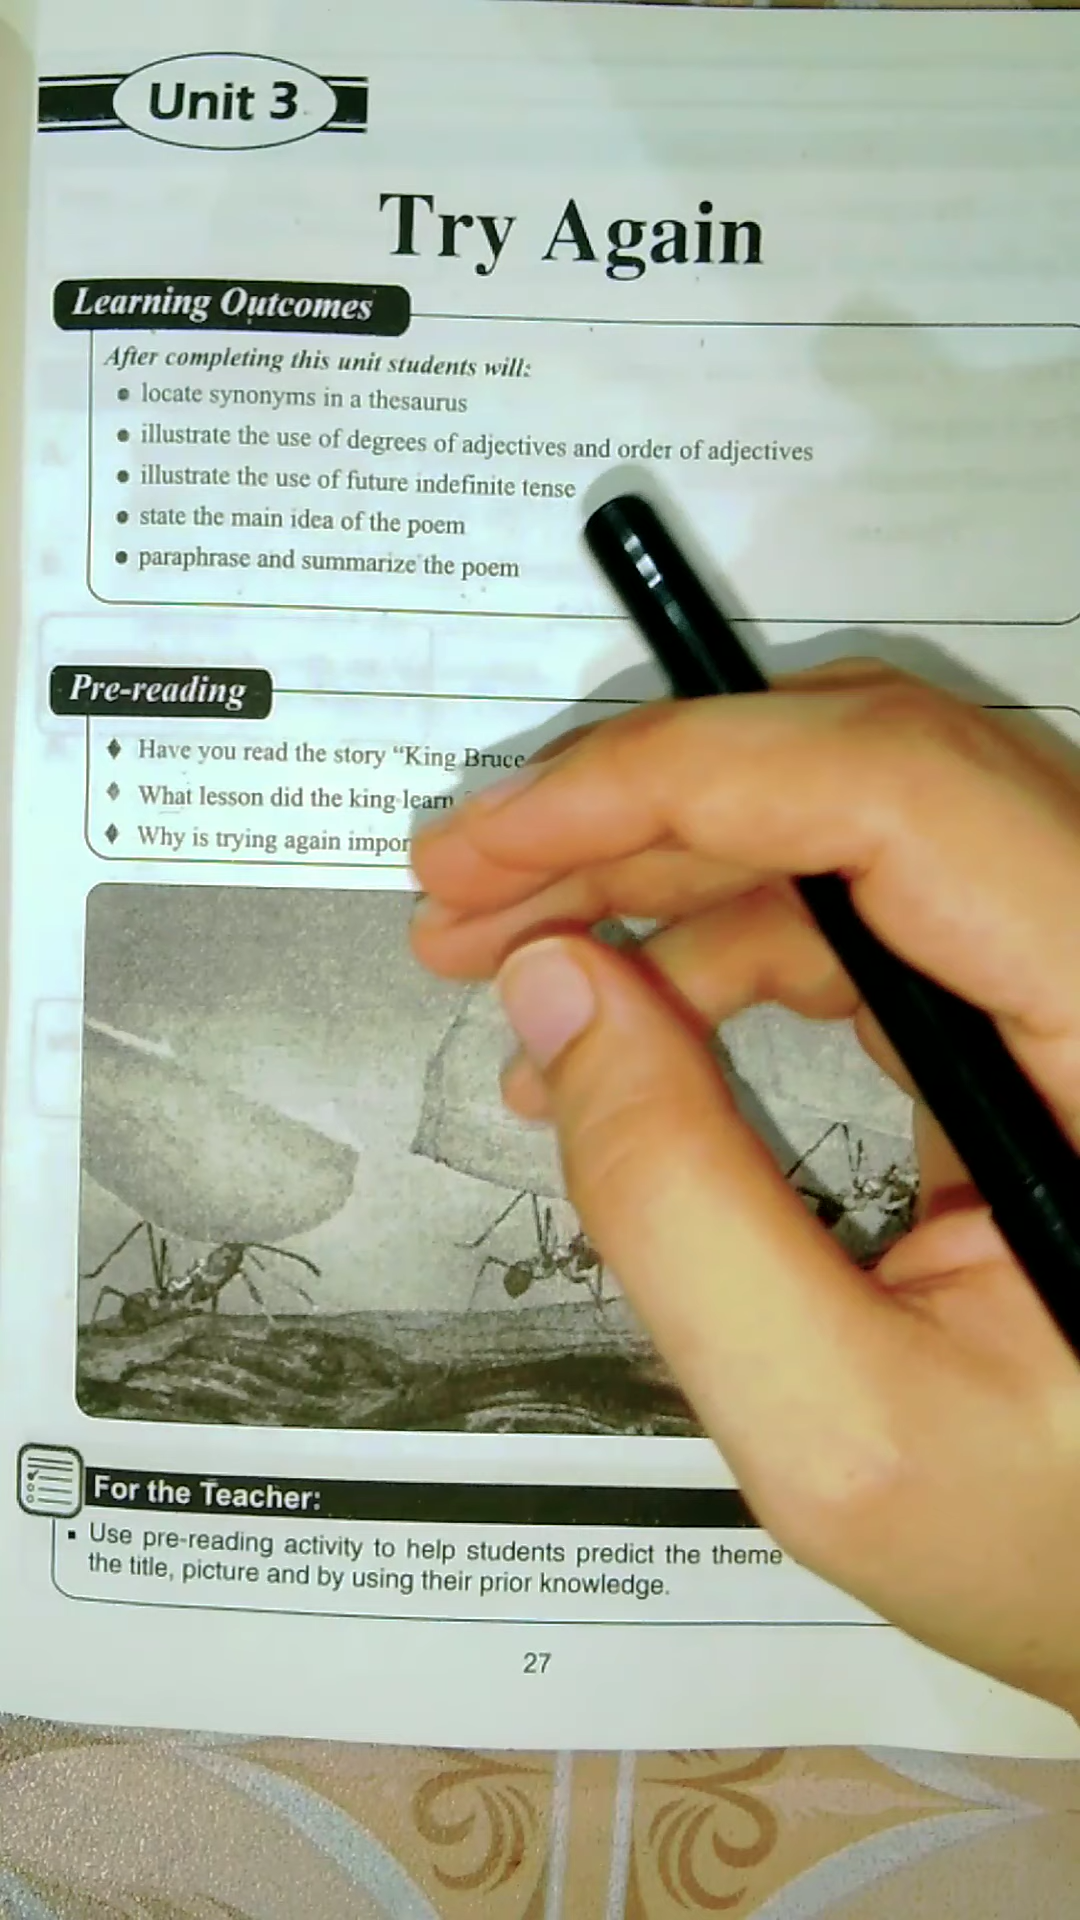 Unit 3
Try Again
Learning Outcomes
After completing this unit students will:
● locate synonyms in a thesaurus
● illustrate the use of degrees of adjectives and order of adjectives
● illustrate the use of future indefinite tense
● state the main idea of the poem
● paraphrase and summarize the poem
Pre-reading
♦ Have you read the story “King Bruce
♦ What lesson did the king learn
♦ Why is trying again
For the Teacher:
▪ Use pre-reading activity to help students predict the theme
the title, picture and by using their prior knowledge.
27